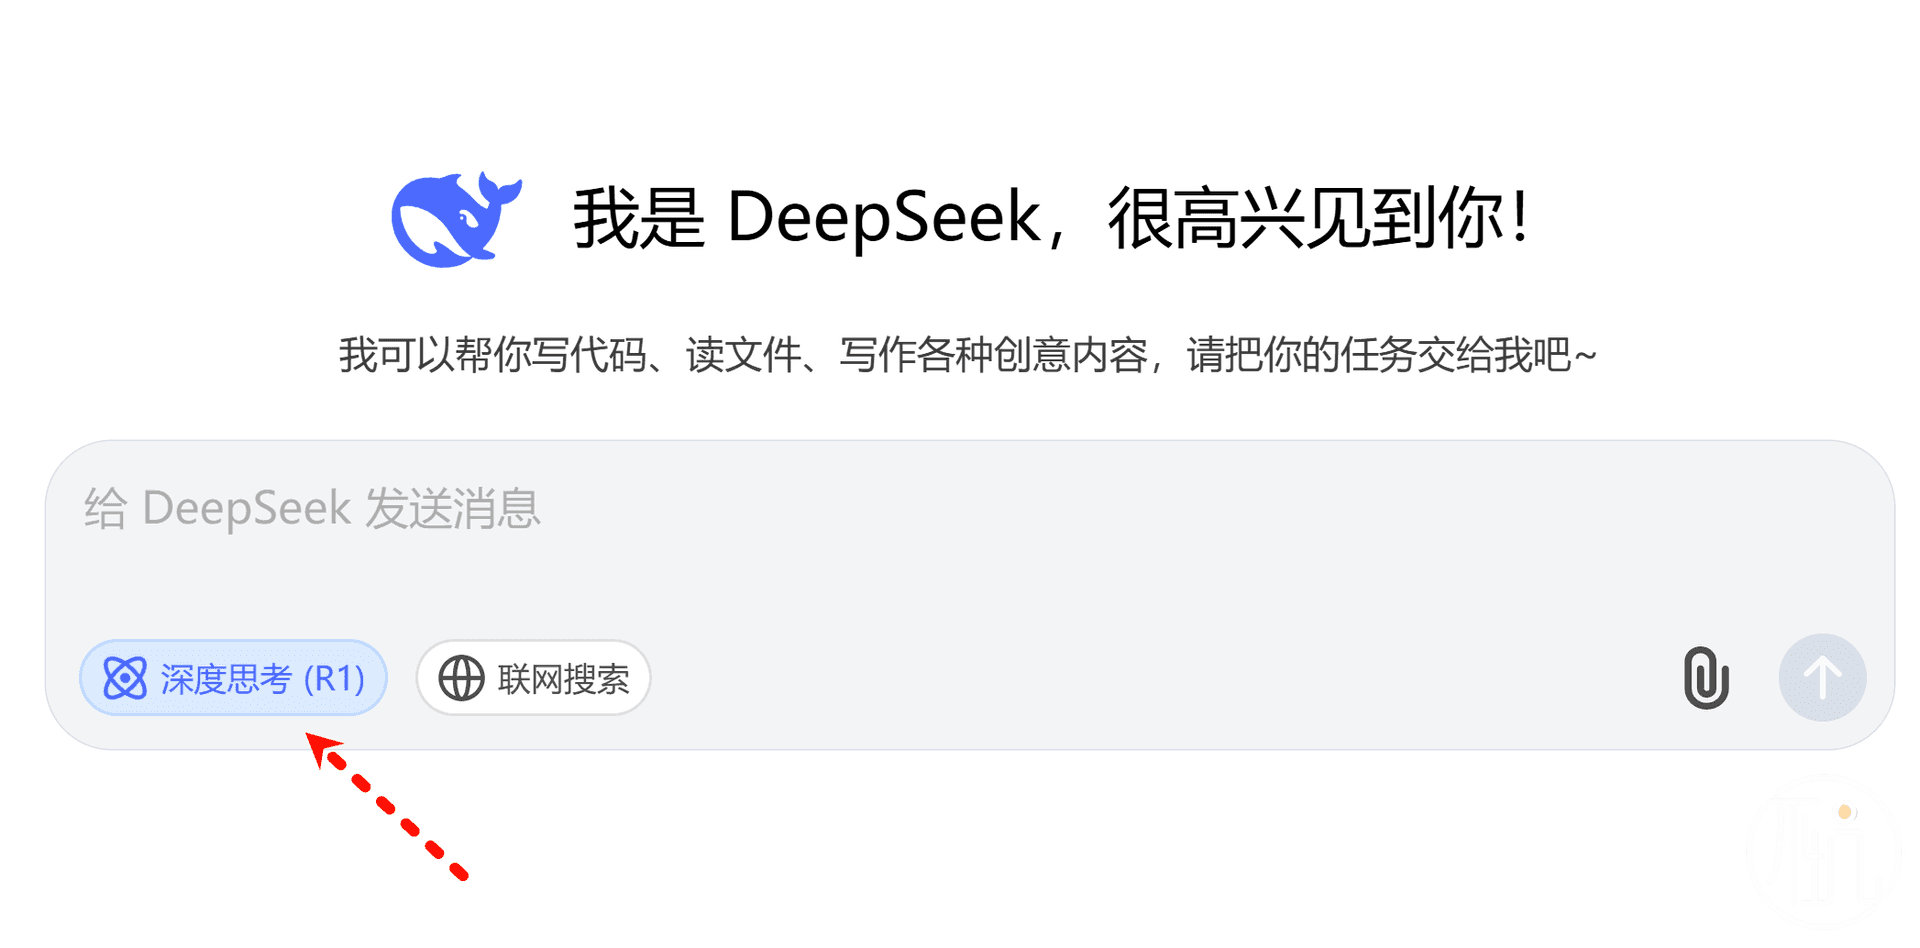 我是 DeepSeek，很高兴见到你！
我可以帮你写代码、读文件、写作各种创意内容，请把你的任务交给我吧~
给 DeepSeek 发送消息
深度思考 (R1)
联网搜索